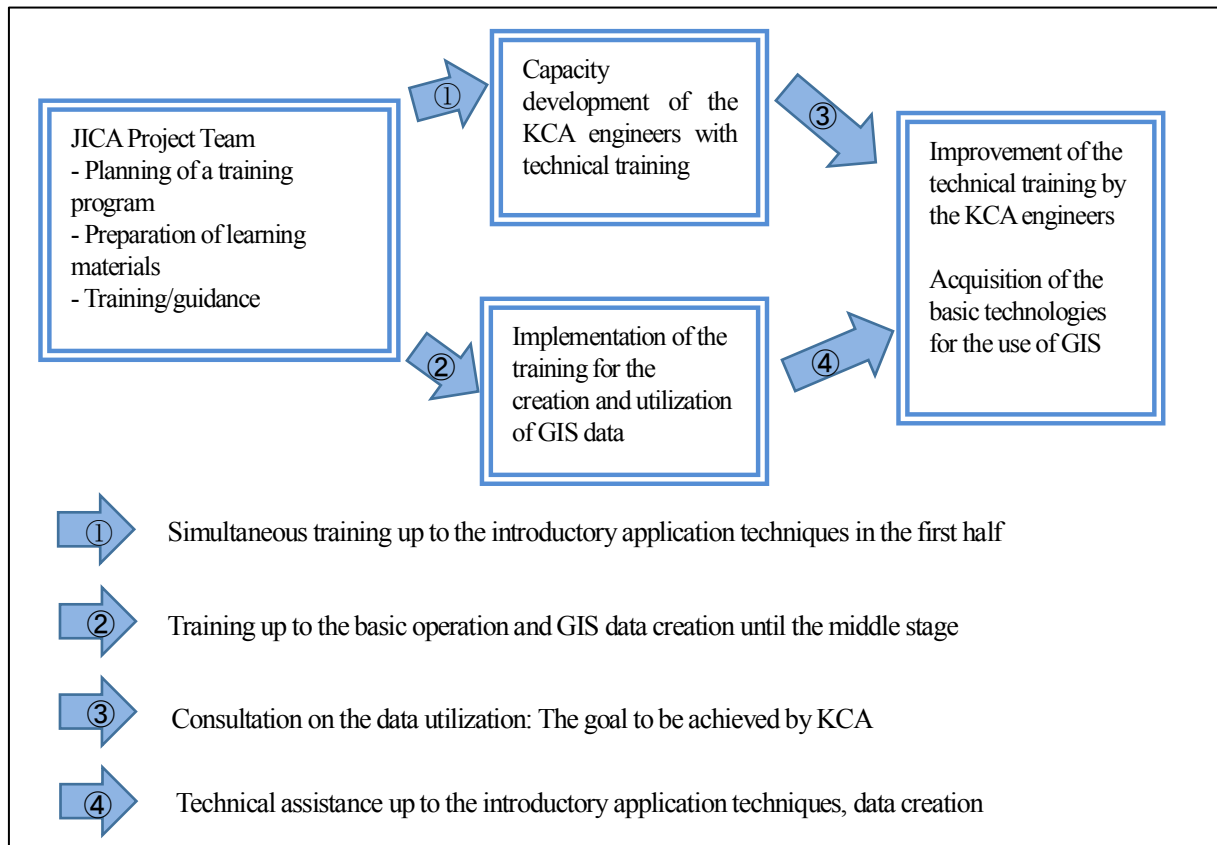 JICA Project Team
- Planning of a training
program
- Preparation of learning
materials
- Training/guidance
①
Capacity
development of the
KCA engineers with
technical training
②
Implementation of the
training for the
creation and utilization
of GIS data
③
④
Improvement of the
technical training by
the KCA engineers
Acquisition of the
basic technologies
for the use of GIS
① Simultaneous training up to the introductory application techniques in the first half
② Training up to the basic operation and GIS data creation until the middle stage
③ Consultation on the data utilization: The goal to be achieved by KCA
④ Technical assistance up to the introductory application techniques, data creation